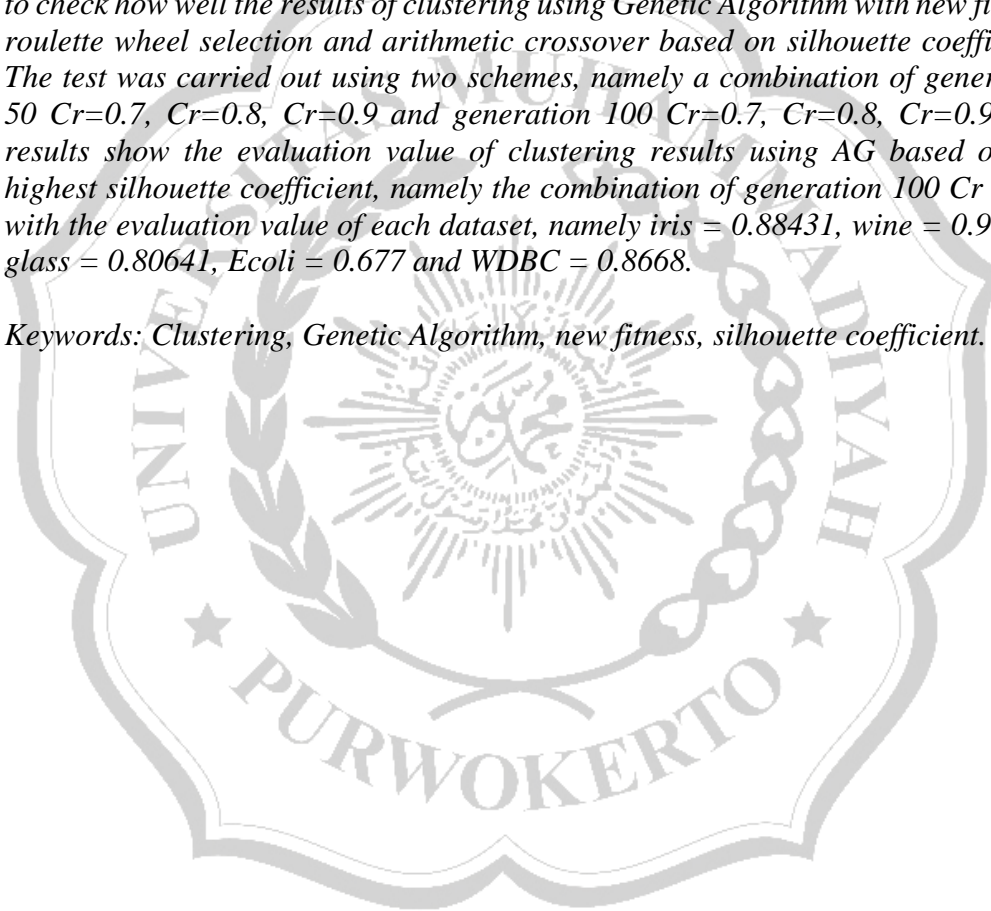 to check how well the results of clustering using Genetic Algorithm with new fi
roulette wheel selection and arithmetic crossover based on silhouette coeffi
The test was carried out using two schemes, namely a combination of gener
50 Cr=0.7, Cr=0.8, Cr=0.9 and generation 100 Cr=0.7, Cr=0.8, Cr=0.9
results show the evaluation value of clustering results using AG based o
highest silhouette coefficient, namely the combination of generation 100 Cr
with the evaluation value of each dataset, namely iris = 0.88431, wine = 0.9
glass = 0.80641, Ecoli = 0.677 and WDBC = 0.8668.
Keywords: Clustering, Genetic Algorithm, new fitness, silhouette coefficient.
UNIVERSITAS MUHAMMADIYAH
PURWOKERTO